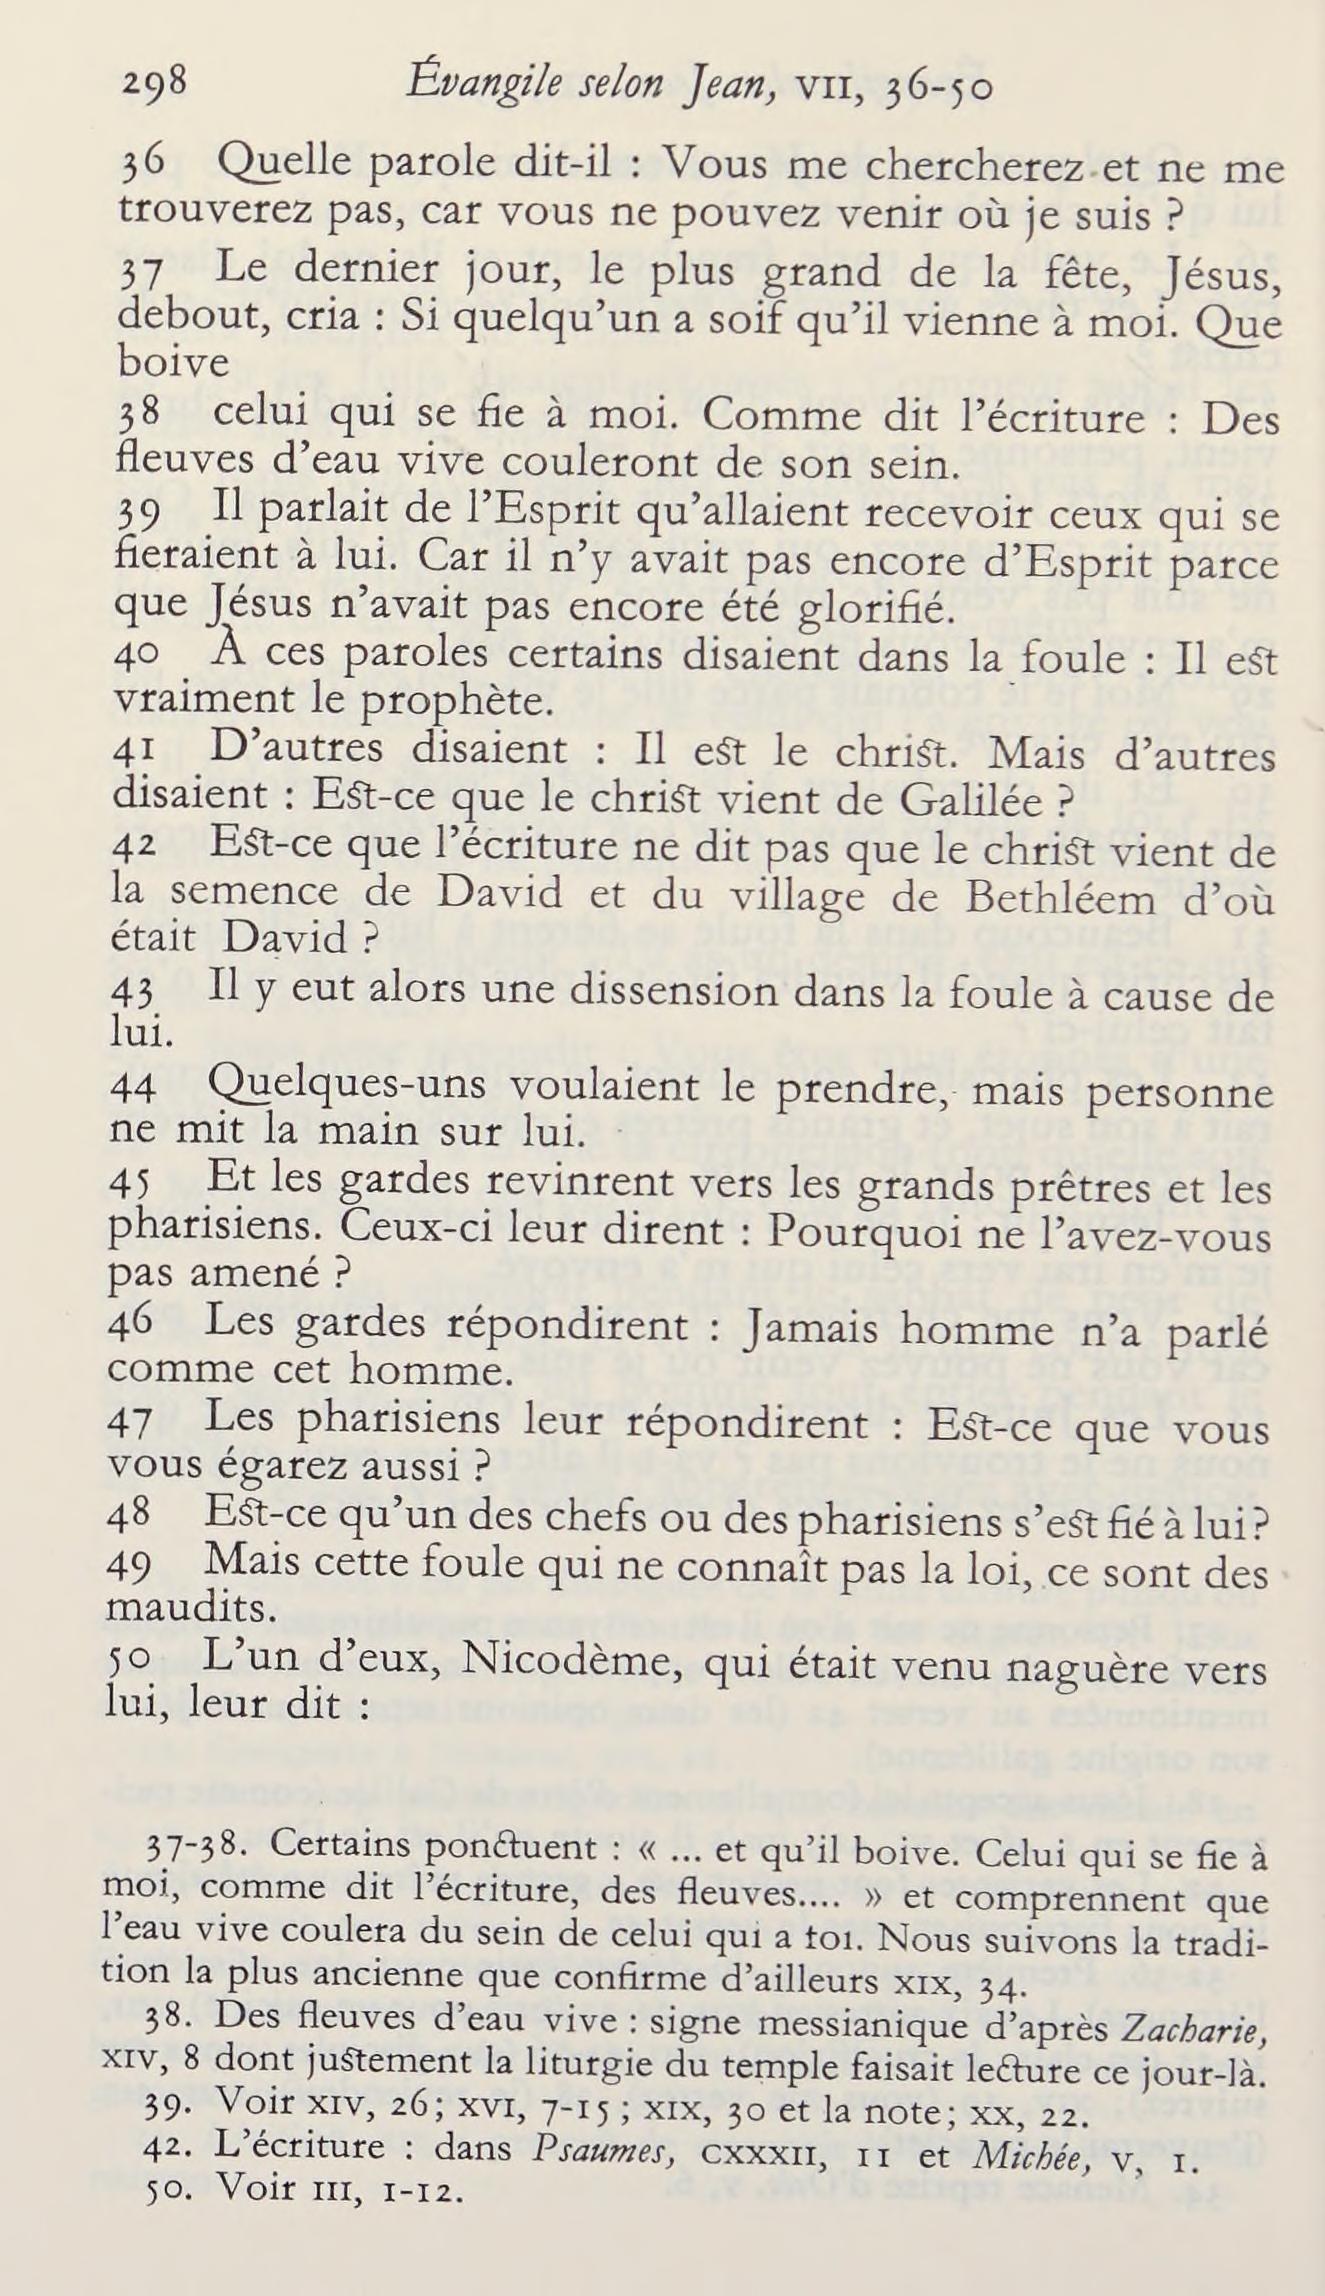 298 Évangile selon Jean, VII, 36-50
36 Quelle parole dit-il : Vous me chercherez et ne me
trouverez pas, car vous ne pouvez venir où je suis ?
37 Le dernier jour, le plus grand de la fête, Jésus,
debout, cria : Si quelqu'un a soif qu'il vienne à moi. Que
boive
38 celui qui se fie à moi. Comme dit l'écriture : Des
fleuves d'eau vive couleront de son sein.
39 Il parlait de l'Esprit qu'allaient recevoir ceux qui se
fieraient à lui. Car il n'y avait pas encore d'Esprit parce
que Jésus n'avait pas encore été glorifié.
40 À ces paroles certains disaient dans la foule : Il est
vraiment le prophète.
41 D'autres disaient : Il est le christ. Mais d'autres
disaient : Est-ce que le christ vient de Galilée ?
42 Est-ce que l'écriture ne dit pas que le christ vient de
la semence de David et du village de Bethléem d'où
était David ?
43 Il y eut alors une dissension dans la foule à cause de
lui.
44 Quelques-uns voulaient le prendre, mais personne
ne mit la main sur lui.
45 Et les gardes revinrent vers les grands prêtres et les
pharisiens. Ceux-ci leur dirent : Pourquoi ne l'avez-vous
pas amené ?
46 Les gardes répondirent : Jamais homme n'a parlé
comme cet homme.
47 Les pharisiens leur répondirent : Est-ce que vous
vous égarez aussi ?
48 Est-ce qu'un des chefs ou des pharisiens s'est fié à lui?
49 Mais cette foule qui ne connaît pas la loi, ce sont des
maudits.
50 L'un d'eux, Nicodème, qui était venu naguère vers
lui, leur dit :
37-38. Certains ponctuent : « ... et qu'il boive. Celui qui se fie à
moi, comme dit l'écriture, des fleuves.... » et comprennent que
l'eau vive coulera du sein de celui qui a foi. Nous suivons la tradi-
tion la plus ancienne que confirme d'ailleurs XIX, 34.
38. Des fleuves d'eau vive : signe messianique d'après Zacharie,
XIV, 8 dont justement la liturgie du temple faisait lecture ce jour-là.
39. Voir XIV, 26; XVI, 7-15 ; XIX, 30 et la note; XX, 22.
42. L'écriture : dans Psaumes, CXXXII, 11 et Michée, V, 1.
50. Voir III, 1-12.